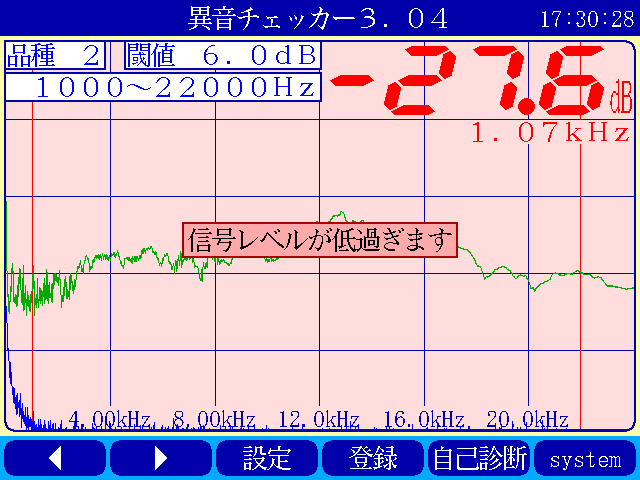 異音チェッカー３．０４ 17:30:28
品種　２ 閾値　６．０ｄＢ
-27.6dB
１０００～２２０００Ｈｚ
１．０７ｋＨｚ
信号レベルが低過ぎます
4.00kHz 8.00kHz 12.0kHz 16.0kHz 20.0kHz
◀ ▶ 設定 登録 自己診断 system